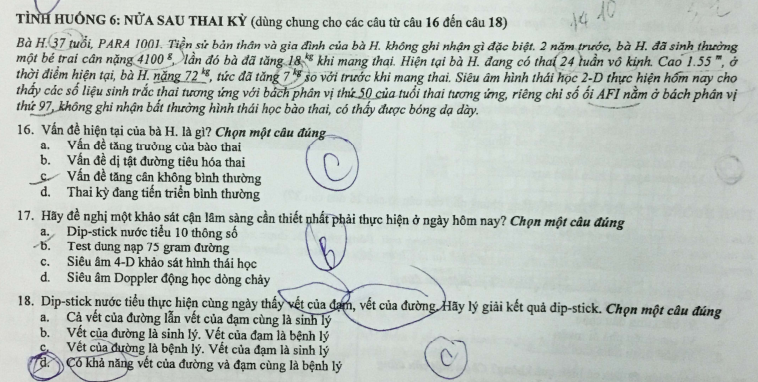 14 10
TÌNH HUỐNG 6: NỬA SAU THAI KỲ (dùng chung cho các câu từ câu 16 đến câu 18)
Bà H. 37 tuổi, PARA 1001. Tiền sử bản thân và gia đình của bà H. không ghi nhận gì đặc biệt. 2 năm trước, bà H. đã sinh thường
một bé trai cân nặng 4100 g. lần đó bà đã tăng 18 kg khi mang thai. Hiện tại bà H. đang có thai 24 tuần vô kinh. Cao 1.55 m, ở
thời điểm hiện tại, bà H. nặng 72 kg, tức đã tăng 7 kg so với trước khi mang thai. Siêu âm hình thái học 2-D thực hiện hôm nay cho
thấy các số liệu sinh trắc thai tương ứng với bách phân vị thứ 50 của tuổi thai tương ứng, riêng chỉ số ối AFI nằm ở bách phân vị
thứ 97, không ghi nhận bất thường hình thái học bào thai, có thấy được bóng dạ dày.
16. Vấn đề hiện tại của bà H. là gì? Chọn một câu đúng
a. Vấn đề tăng trưởng của bào thai
b. Vấn đề dị tật đường tiêu hóa thai
c. Vấn đề tăng cân không bình thường
d. Thai kỳ đang tiến triển bình thường
C
17. Hãy đề nghị một khảo sát cận lâm sàng cần thiết nhất phải thực hiện ở ngày hôm nay? Chọn một câu đúng
a. Dip-stick nước tiểu 10 thông số
b. Test dung nạp 75 gram đường
c. Siêu âm 4-D khảo sát hình thái học
d. Siêu âm Doppler động học dòng chảy
B
18. Dip-stick nước tiểu thực hiện cùng ngày thấy vết của đạm, vết của đường. Hãy lý giải kết quả dip-stick. Chọn một câu đúng
a. Cả vết của đường lẫn vết của đạm cùng là sinh lý
b. Vết của đường là sinh lý. Vết của đạm là bệnh lý
c. Vết của đường là bệnh lý. Vết của đạm là sinh lý
d. Có khả năng vết của đường và đạm cùng là bệnh lý
C